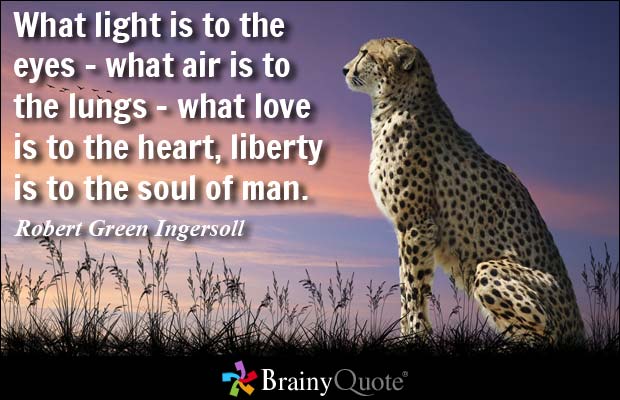 What light is to the
eyes - what air is to
the lungs - what love
is to the heart, liberty
is to the soul of man.
Robert Green Ingersoll
BrainyQuote®